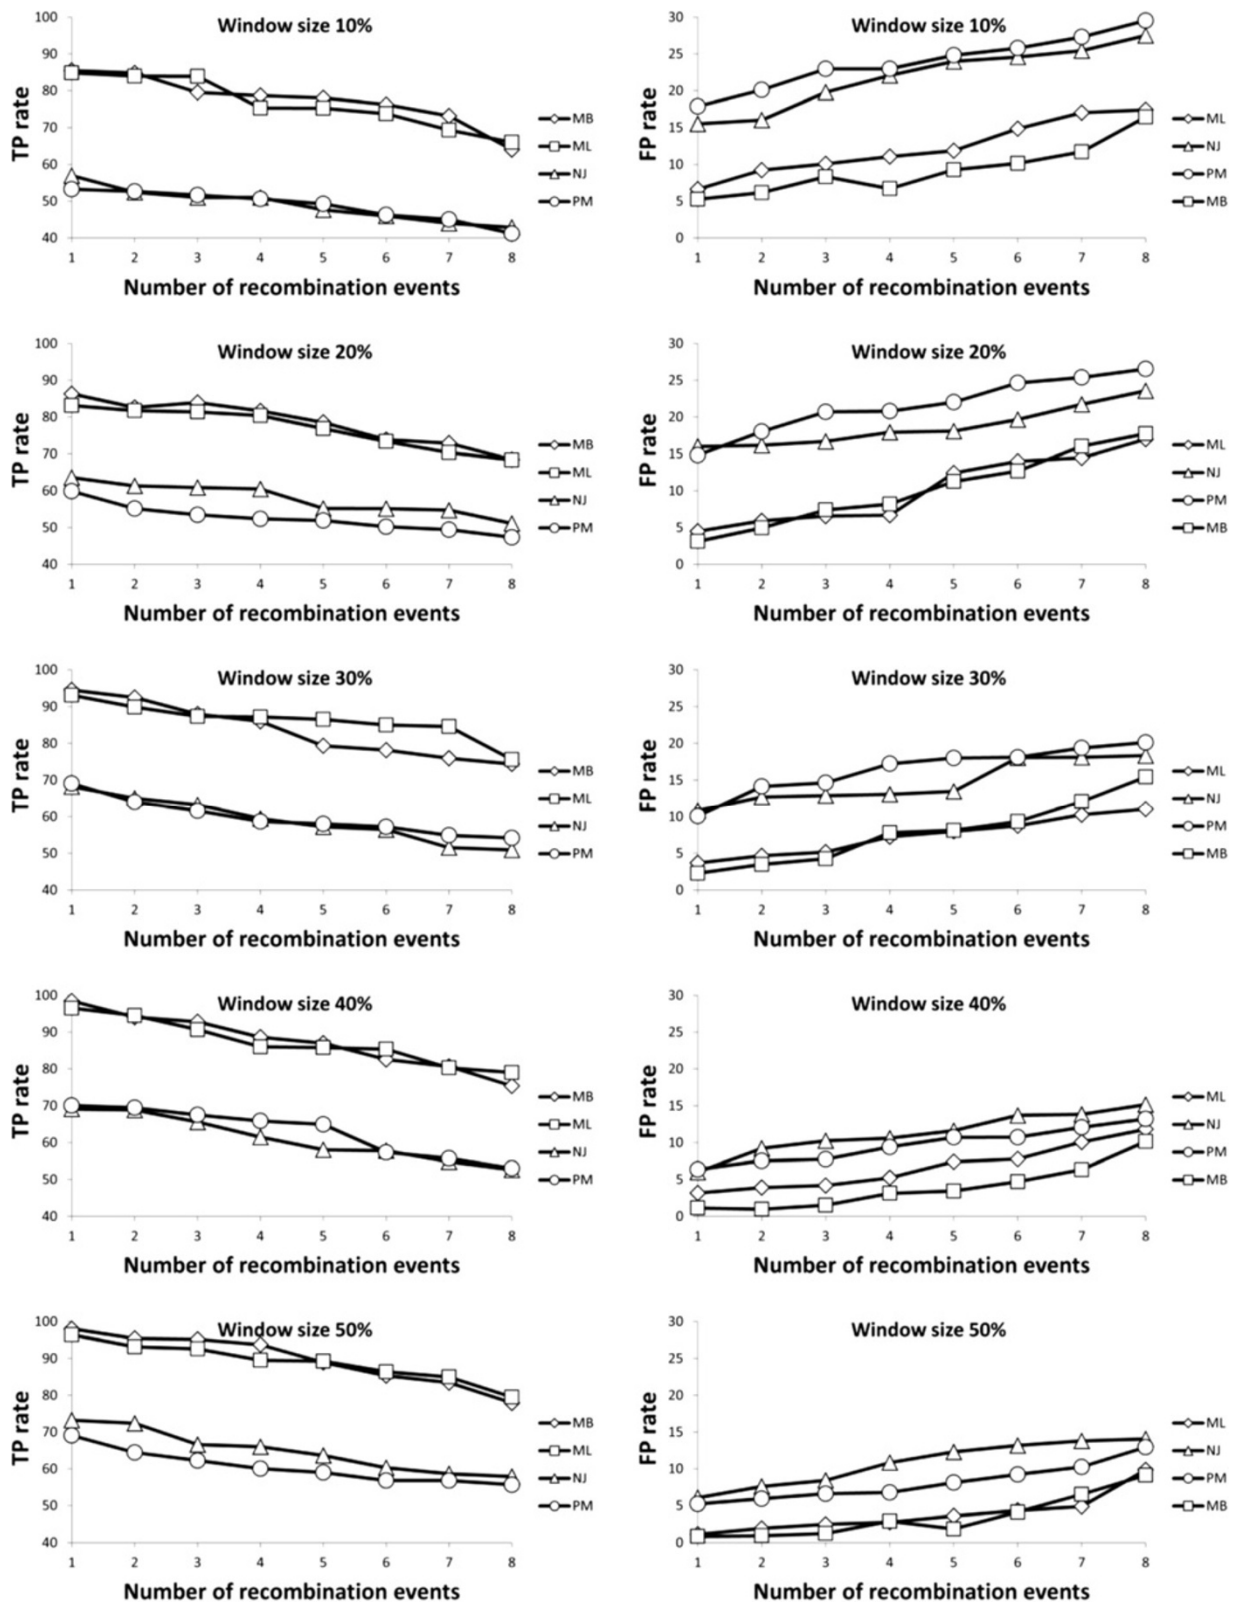 Window size 10%
TP rate
100
90
80
70
60
50
40
1 2 3 4 5 6 7 8
Number of recombination events
MB
ML
NJ
PM
Window size 10%
FP rate
30
25
20
15
10
5
0
1 2 3 4 5 6 7 8
Number of recombination events
ML
NJ
PM
MB
Window size 20%
TP rate
100
90
80
70
60
50
40
1 2 3 4 5 6 7 8
Number of recombination events
MB
ML
NJ
PM
Window size 20%
FP rate
30
25
20
15
10
5
0
1 2 3 4 5 6 7 8
Number of recombination events
ML
NJ
PM
MB
Window size 30%
TP rate
100
90
80
70
60
50
40
1 2 3 4 5 6 7 8
Number of recombination events
MB
ML
NJ
PM
Window size 30%
FP rate
30
25
20
15
10
5
0
1 2 3 4 5 6 7 8
Number of recombination events
ML
NJ
PM
MB
Window size 40%
TP rate
100
90
80
70
60
50
40
1 2 3 4 5 6 7 8
Number of recombination events
MB
ML
NJ
PM
Window size 40%
FP rate
30
25
20
15
10
5
0
1 2 3 4 5 6 7 8
Number of recombination events
ML
NJ
PM
MB
Window size 50%
TP rate
100
90
80
70
60
50
40
1 2 3 4 5 6 7 8
Number of recombination events
MB
ML
NJ
PM
Window size 50%
FP rate
30
25
20
15
10
5
0
1 2 3 4 5 6 7 8
Number of recombination events
ML
NJ
PM
MB